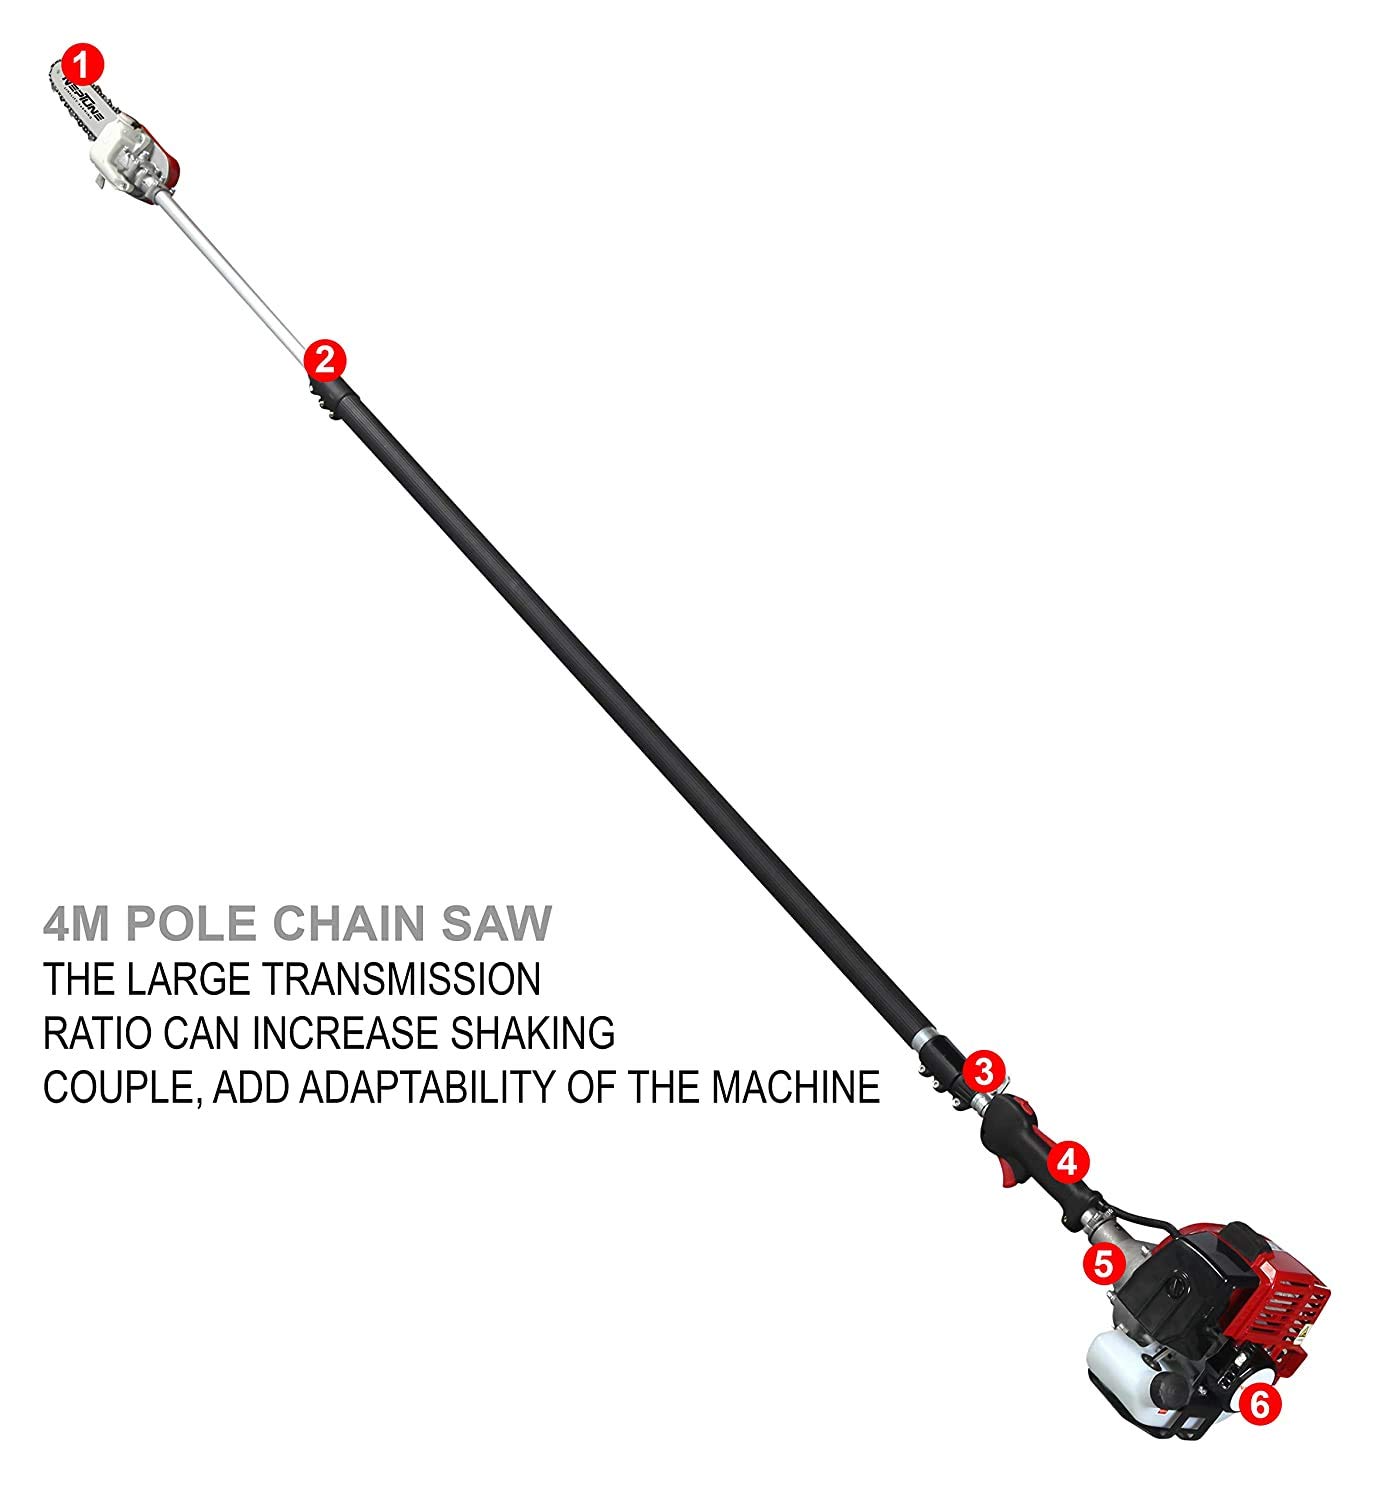 1
NEPTUNE
2
4M POLE CHAIN SAW
THE LARGE TRANSMISSION
RATIO CAN INCREASE SHAKING
COUPLE, ADD ADAPTABILITY OF THE MACHINE
3
4
5
6